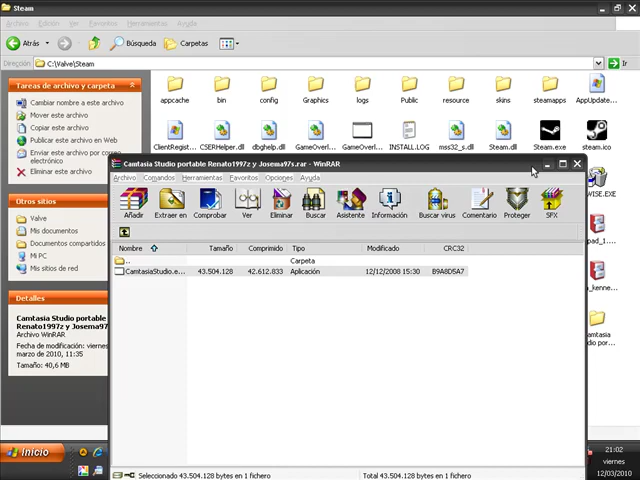 Steam
Archivo Edición Ver Favoritos Herramientas Ayuda
Atrás Búsqueda Carpetas
Dirección C:\Valve\Steam Ir
Tareas de archivo y carpeta
Cambiar nombre a este archivo
Mover este archivo
Copiar este archivo
Publicar este archivo en Web
Enviar este archivo por correo
electrónico
Eliminar este archivo
Otros sitios
Valve
Mis documentos
Documentos compartidos
Mi PC
Mis sitios de red
Detalles
Camtasia Studio portable
Renato1997z y Josema97
Archivo WinRAR
Fecha de modificación: viernes
marzo de 2010, 11:35
Tamaño: 40,6 MB
appcache bin config Graphics logs Public resource skins steamapps AppUpdate...
ClientRegist... CSERHelper.dll dbghelp.dll GameOverl... GameOverl... INSTALL.LOG mss32_s.dll Steam.dll Steam.exe steam.ico
WISE.EXE
pad_1...
_kenne...
amtasia
dio por...
Camtasia Studio portable Renato1997z y Josema97s.rar - WinRAR
Archivo Comandos Herramientas Favoritos Opciones Ayuda
Añadir Extraer en Comprobar Ver Eliminar Buscar Asistente Información Buscar virus Comentario Proteger SFX
Nombre Tamaño Comprimido Tipo Modificado CRC32
.. Carpeta
CamtasiaStudio.e... 43.504.128 42.612.833 Aplicación 12/12/2008 15:30 B9A8D5A7
Seleccionado 43.504.128 bytes en 1 fichero Total 43.504.128 bytes en 1 fichero
Inicio
21:02
viernes
12/03/2010